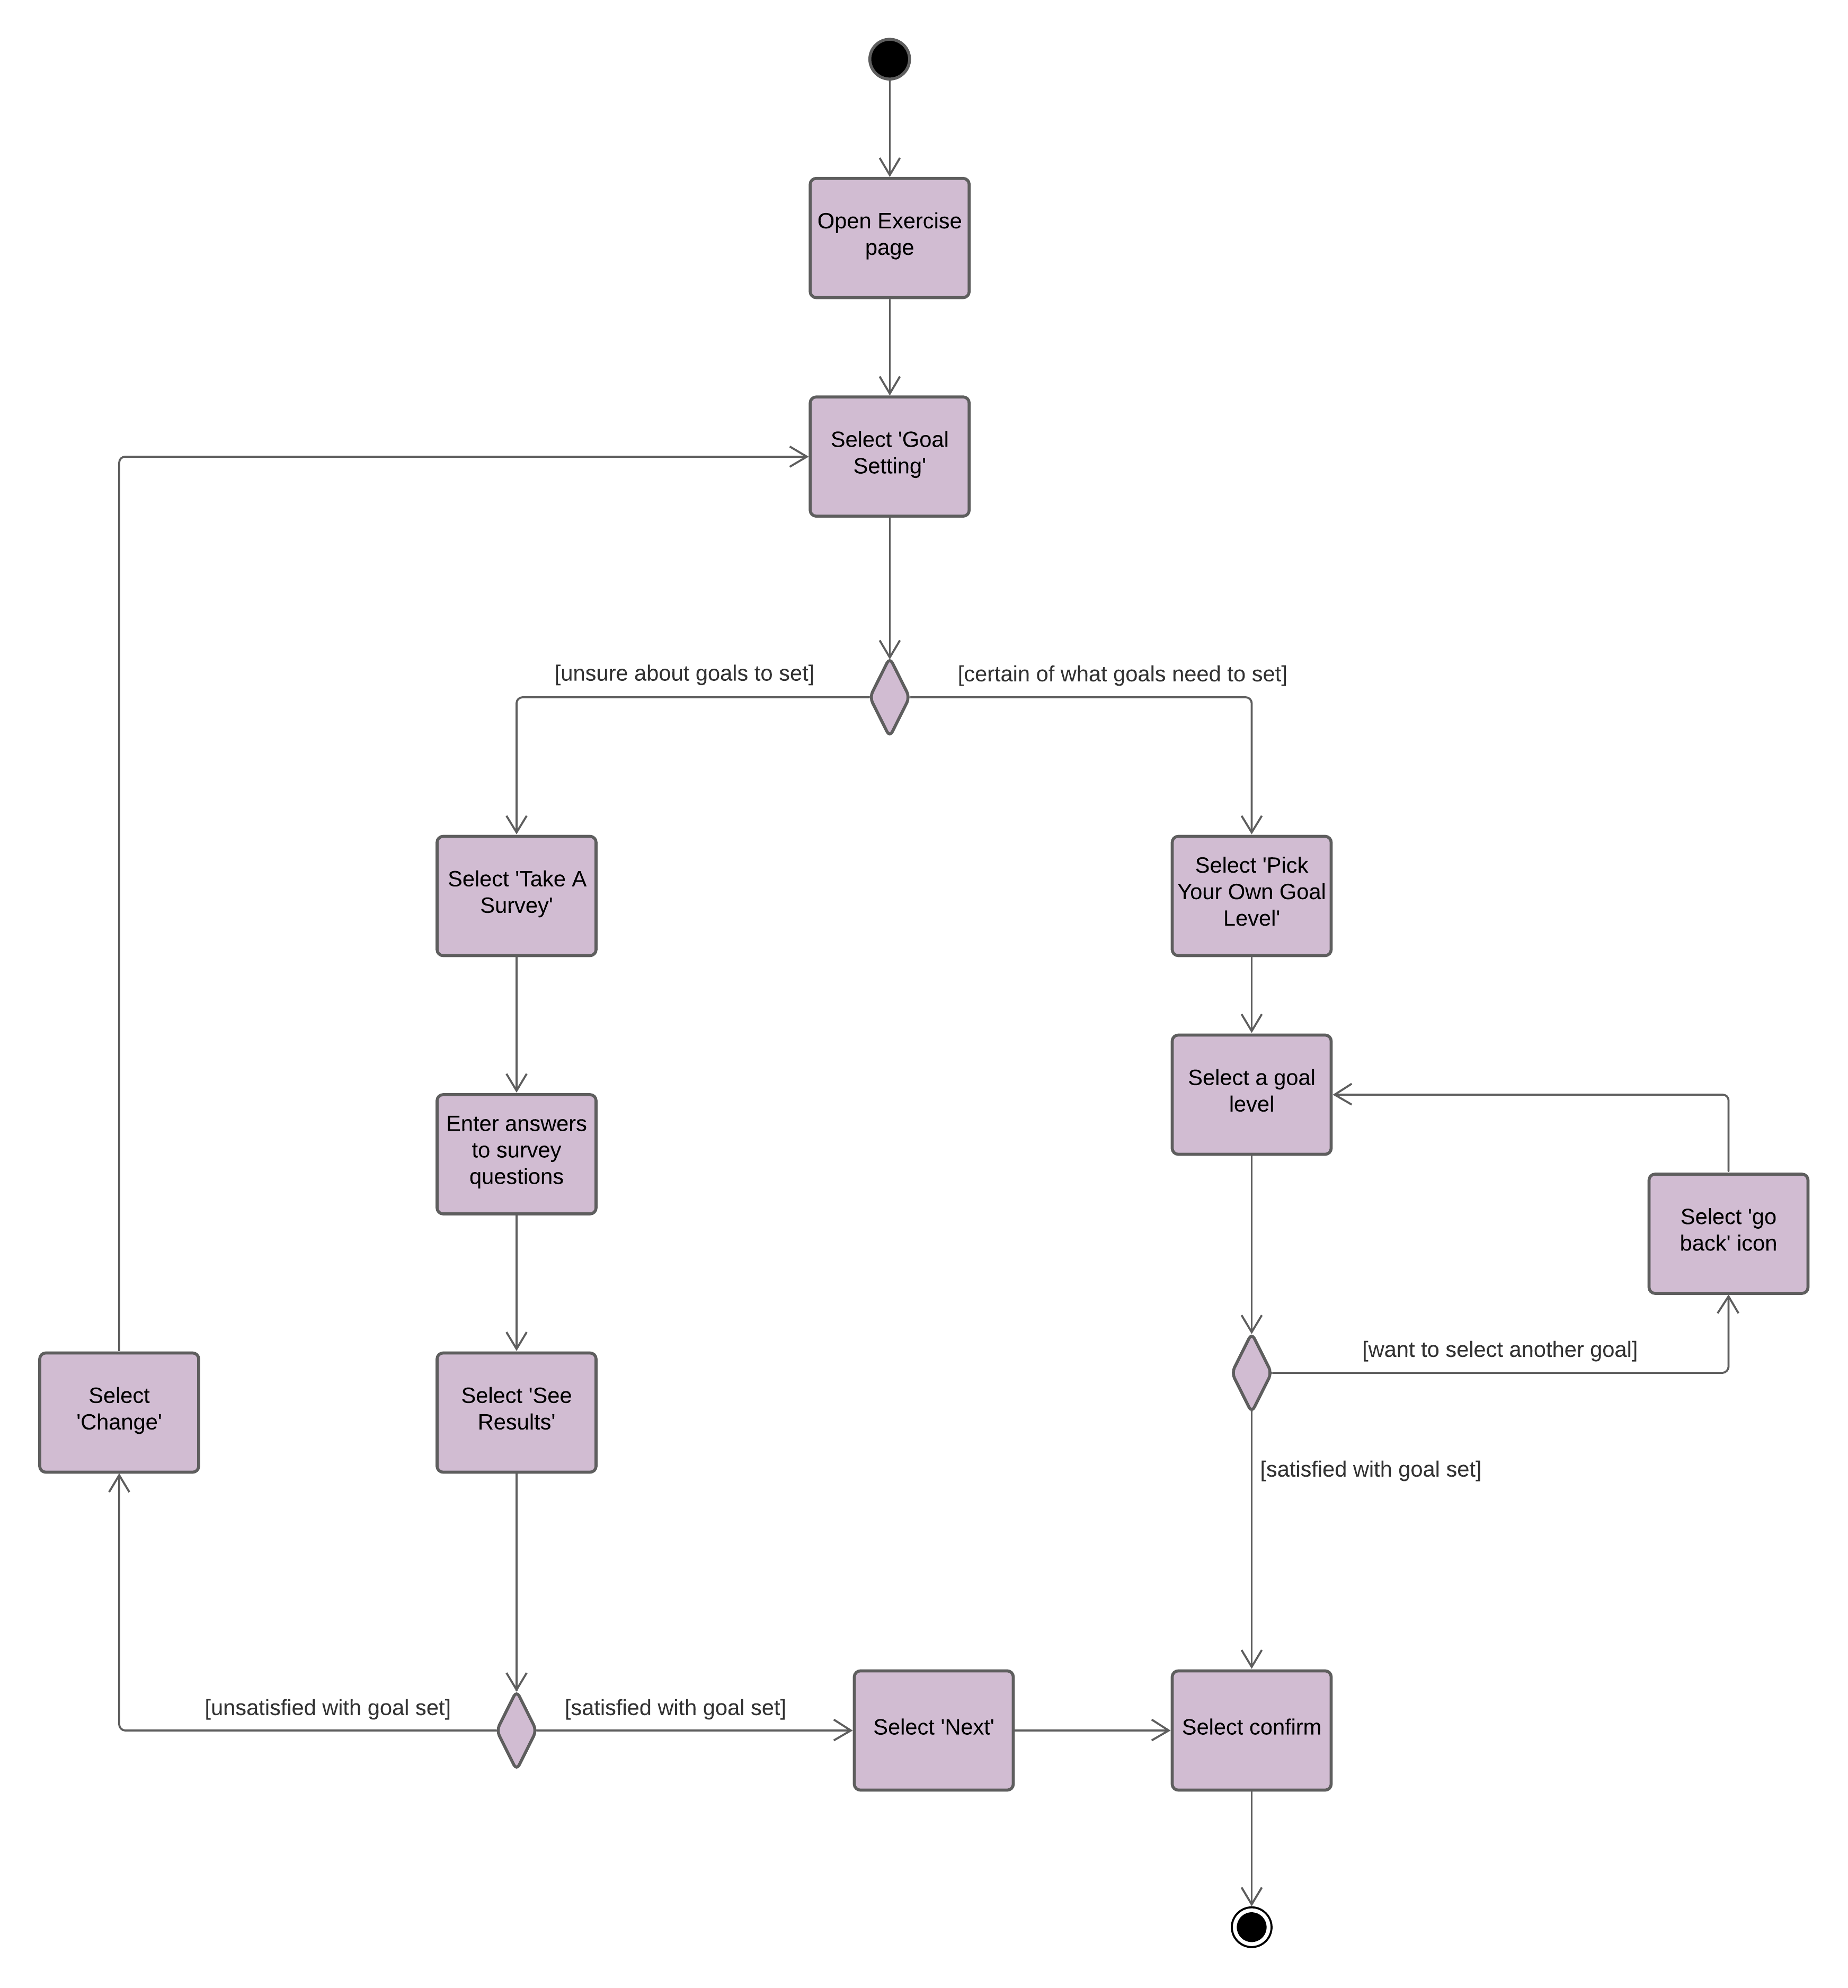 Open Exercise
page
Select 'Goal
Setting'
[unsure about goals to set]
[certain of what goals need to set]
Select 'Take A
Survey'
Select 'Pick
Your Own Goal
Level'
Enter answers
to survey
questions
Select a goal
level
Select 'go
back' icon
[want to select another goal]
Select
'Change'
Select 'See
Results'
[satisfied with goal set]
[unsatisfied with goal set]
[satisfied with goal set]
Select 'Next'
Select confirm